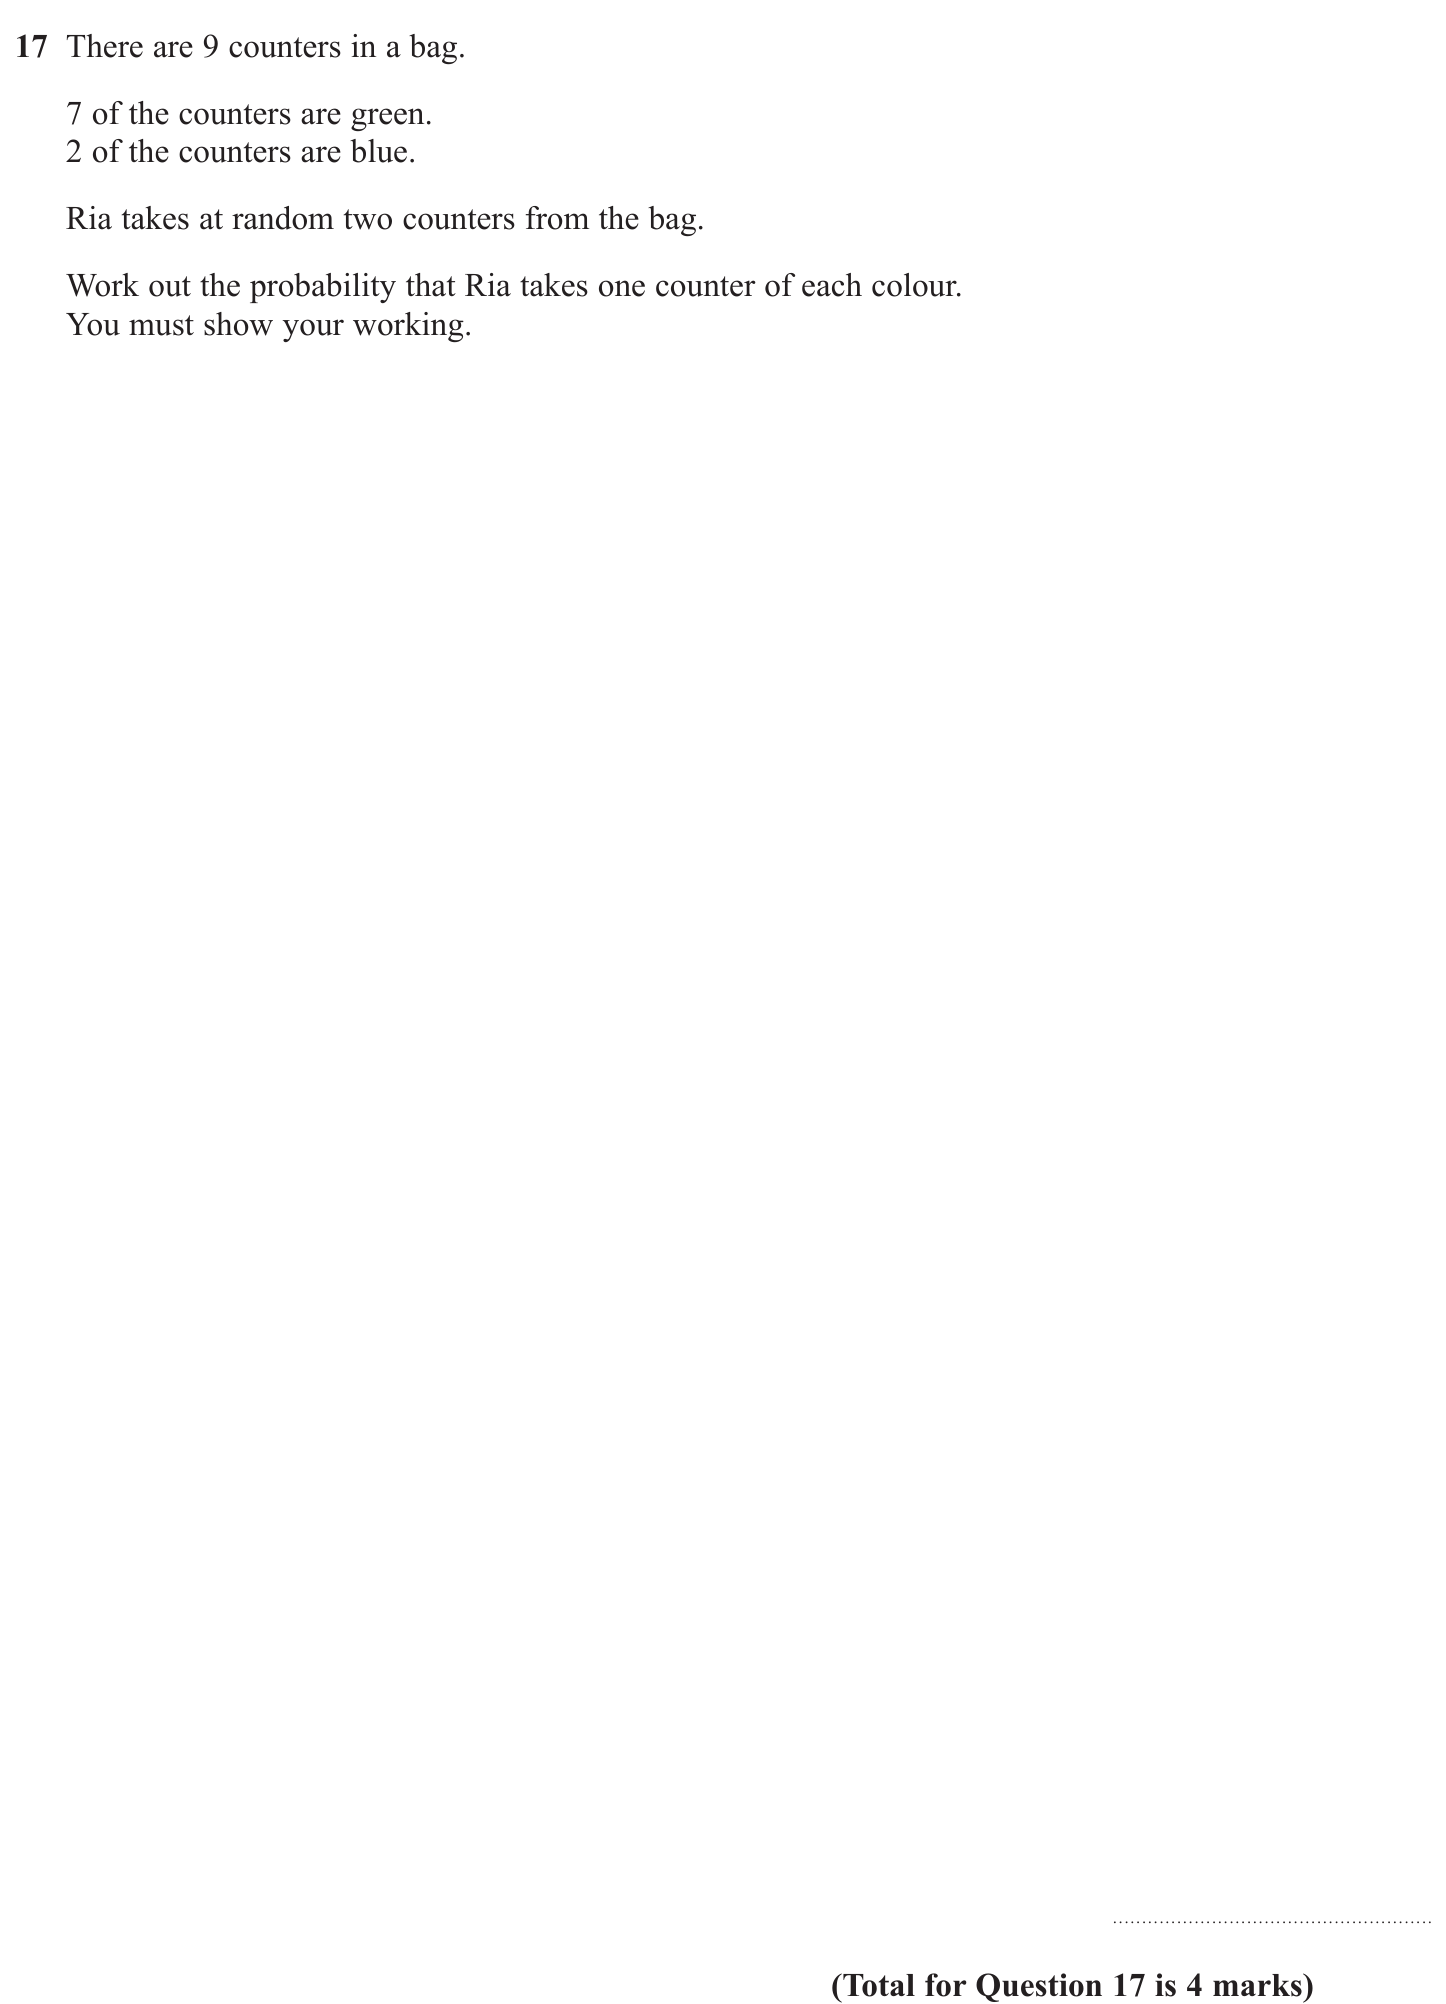 17 There are 9 counters in a bag.
7 of the counters are green.
2 of the counters are blue.
Ria takes at random two counters from the bag.
Work out the probability that Ria takes one counter of each colour.
You must show your working.
(Total for Question 17 is 4 marks)